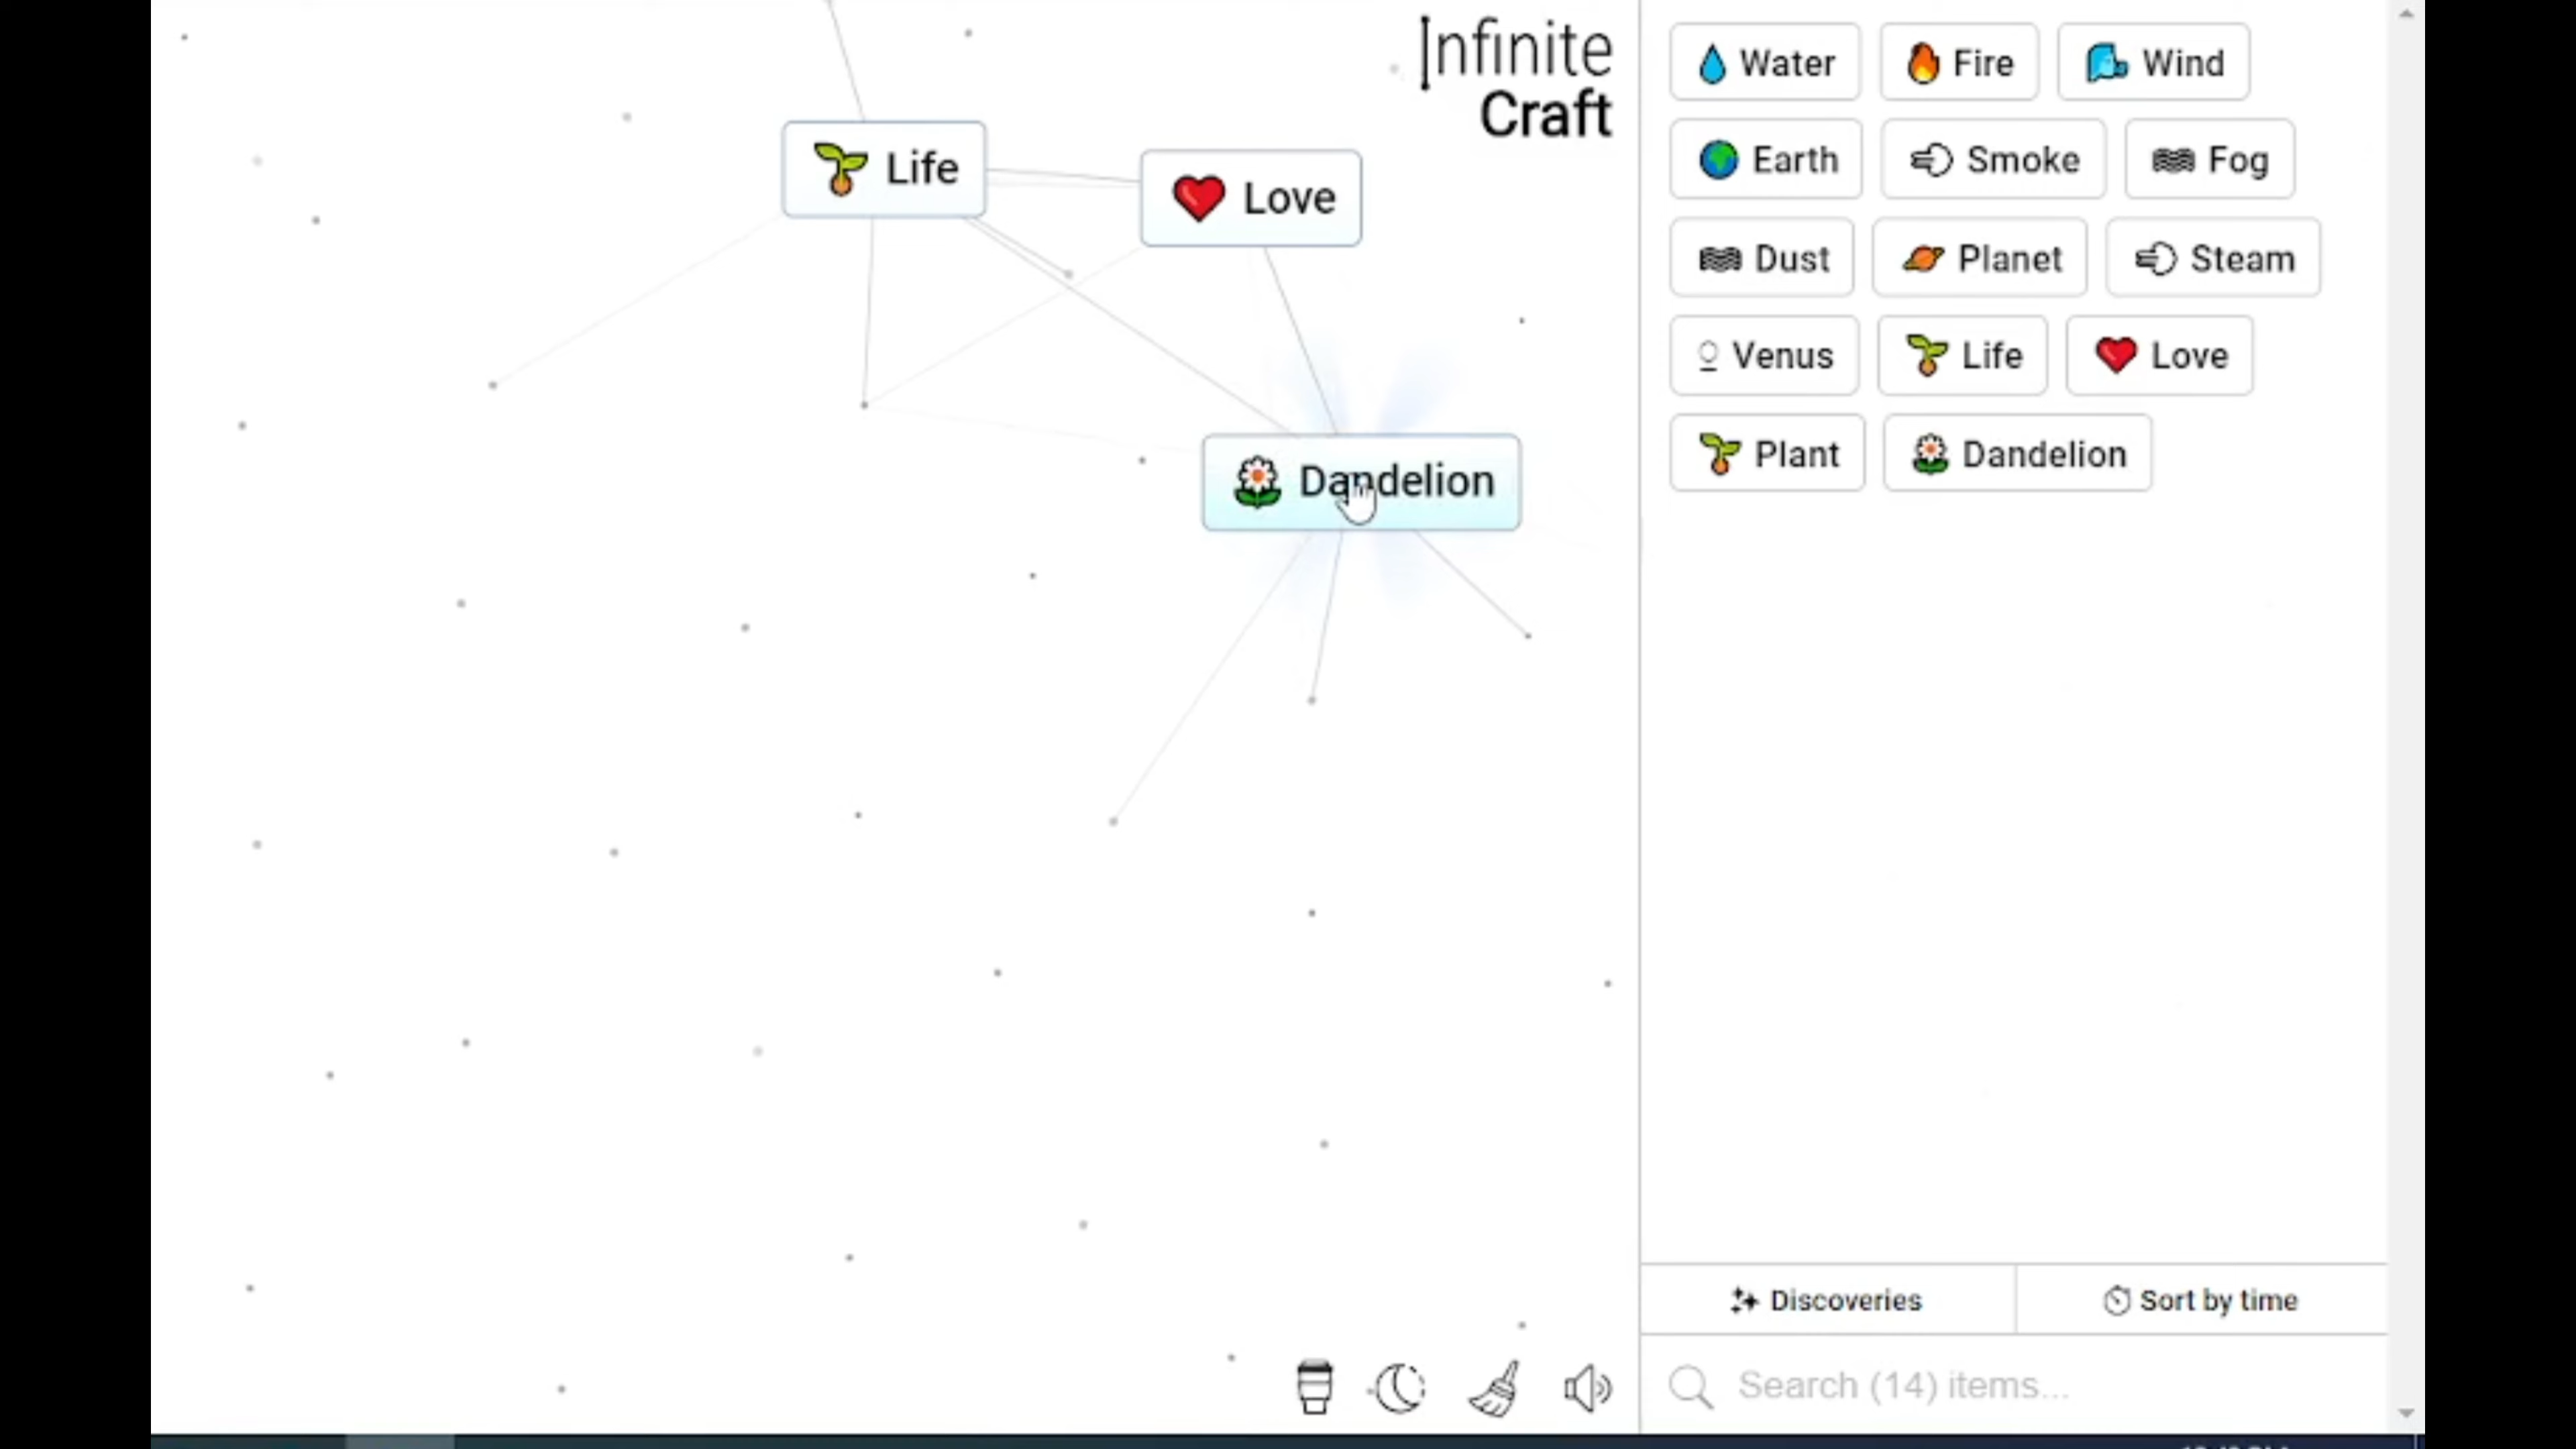 Infinite
Craft
Life
Love
Dandelion
Water
Fire
Wind
Earth
Smoke
Fog
Dust
Planet
Steam
Venus
Life
Love
Plant
Dandelion
Discoveries
Sort by time
Search (14) items...